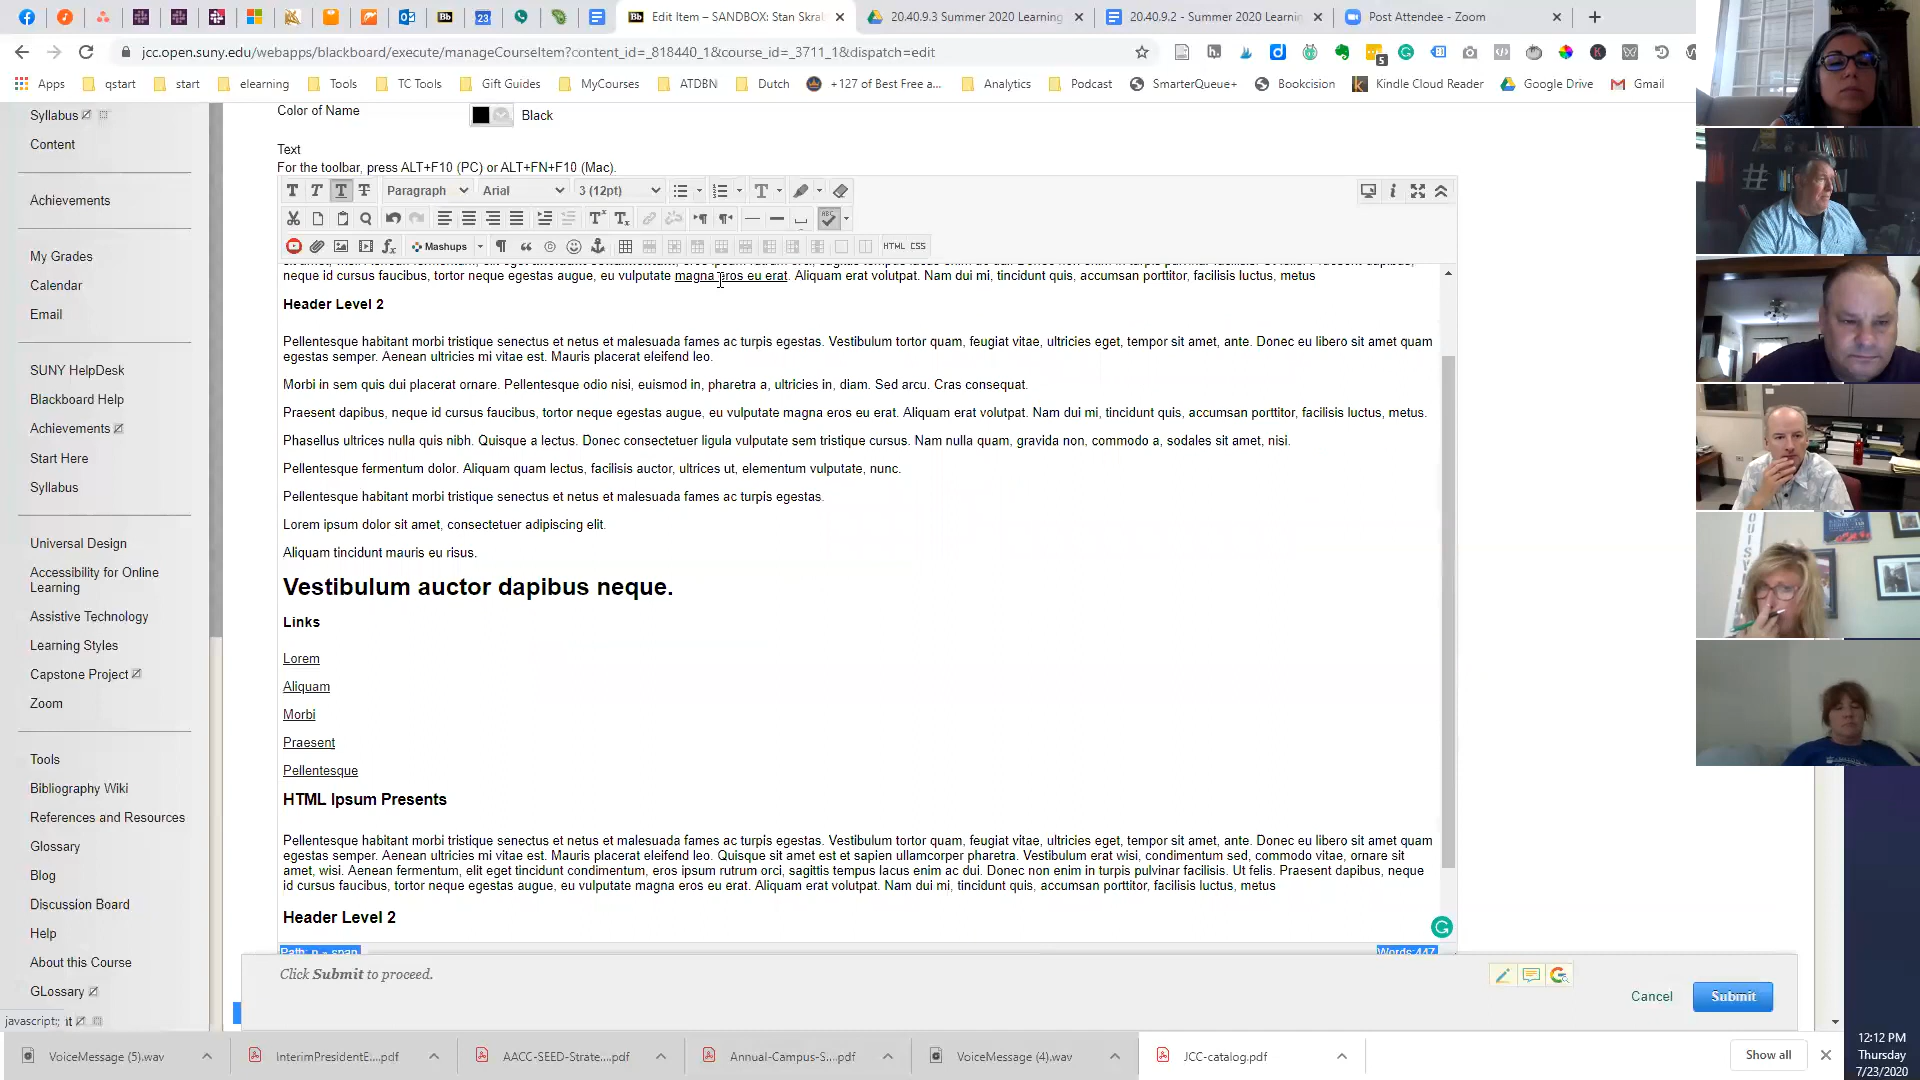 Edit Item – SANDBOX: Stan Skral
20.40.9.3 Summer 2020 Learning
20.40.9.2 - Summer 2020 Learnin
Post Attendee - Zoom
jcc.open.suny.edu/webapps/blackboard/execute/manageCourseItem?content_id=_818440_1&course_id=_3711_1&dispatch=edit
Apps
qstart
start
elearning
Tools
TC Tools
Gift Guides
MyCourses
ATDBN
Dutch
+127 of Best Free a...
Analytics
Podcast
SmarterQueue+
Bookcision
Kindle Cloud Reader
Google Drive
Gmail
Syllabus
Content
Achievements
My Grades
Calendar
Email
SUNY HelpDesk
Blackboard Help
Achievements
Start Here
Syllabus
Universal Design
Accessibility for Online
Learning
Assistive Technology
Learning Styles
Capstone Project
Zoom
Tools
Bibliography Wiki
References and Resources
Glossary
Blog
Discussion Board
Help
About this Course
GLossary
javascript;
Color of Name
Black
Text
For the toolbar, press ALT+F10 (PC) or ALT+FN+F10 (Mac).
Paragraph
Arial
3 (12pt)
Mashups
HTML CSS
neque id cursus faucibus, tortor neque egestas augue, eu vulputate magna eros eu erat. Aliquam erat volutpat. Nam dui mi, tincidunt quis, accumsan porttitor, facilisis luctus, metus
Header Level 2
Pellentesque habitant morbi tristique senectus et netus et malesuada fames ac turpis egestas. Vestibulum tortor quam, feugiat vitae, ultricies eget, tempor sit amet, ante. Donec eu libero sit amet quam
egestas semper. Aenean ultricies mi vitae est. Mauris placerat eleifend leo.
Morbi in sem quis dui placerat ornare. Pellentesque odio nisi, euismod in, pharetra a, ultricies in, diam. Sed arcu. Cras consequat.
Praesent dapibus, neque id cursus faucibus, tortor neque egestas augue, eu vulputate magna eros eu erat. Aliquam erat volutpat. Nam dui mi, tincidunt quis, accumsan porttitor, facilisis luctus, metus.
Phasellus ultrices nulla quis nibh. Quisque a lectus. Donec consectetuer ligula vulputate sem tristique cursus. Nam nulla quam, gravida non, commodo a, sodales sit amet, nisi.
Pellentesque fermentum dolor. Aliquam quam lectus, facilisis auctor, ultrices ut, elementum vulputate, nunc.
Pellentesque habitant morbi tristique senectus et netus et malesuada fames ac turpis egestas.
Lorem ipsum dolor sit amet, consectetuer adipiscing elit.
Aliquam tincidunt mauris eu risus.
Vestibulum auctor dapibus neque.
Links
Lorem
Aliquam
Morbi
Praesent
Pellentesque
HTML Ipsum Presents
Pellentesque habitant morbi tristique senectus et netus et malesuada fames ac turpis egestas. Vestibulum tortor quam, feugiat vitae, ultricies eget, tempor sit amet, ante. Donec eu libero sit amet quam
egestas semper. Aenean ultricies mi vitae est. Mauris placerat eleifend leo. Quisque sit amet est et sapien ullamcorper pharetra. Vestibulum erat wisi, condimentum sed, commodo vitae, ornare sit
amet, wisi. Aenean fermentum, elit eget tincidunt condimentum, eros ipsum rutrum orci, sagittis tempus lacus enim ac dui. Donec non enim in turpis pulvinar facilisis. Ut felis. Praesent dapibus, neque
id cursus faucibus, tortor neque egestas augue, eu vulputate magna eros eu erat. Aliquam erat volutpat. Nam dui mi, tincidunt quis, accumsan porttitor, facilisis luctus, metus
Header Level 2
Path: p » span
Words:447
Click Submit to proceed.
Cancel
Submit
VoiceMessage (5).wav
InterimPresidentE....pdf
AACC-SEED-Strate....pdf
Annual-Campus-S....pdf
VoiceMessage (4).wav
JCC-catalog.pdf
Show all
12:12 PM
Thursday
7/23/2020